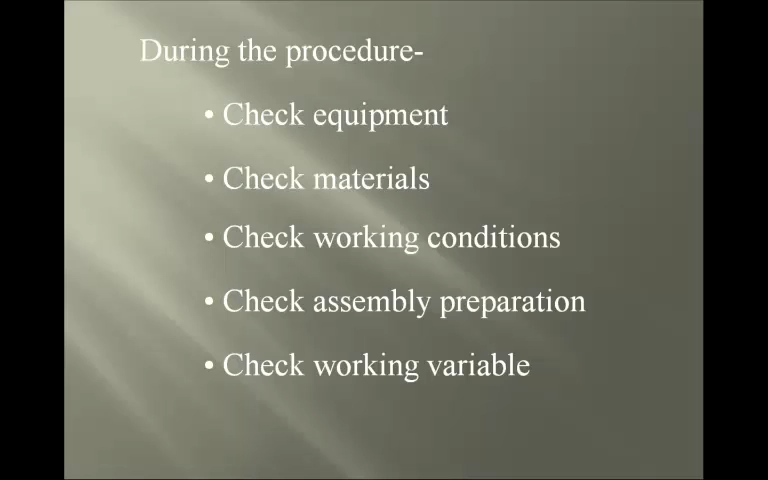 During the procedure-
• Check equipment
• Check materials
• Check working conditions
• Check assembly preparation
• Check working variable